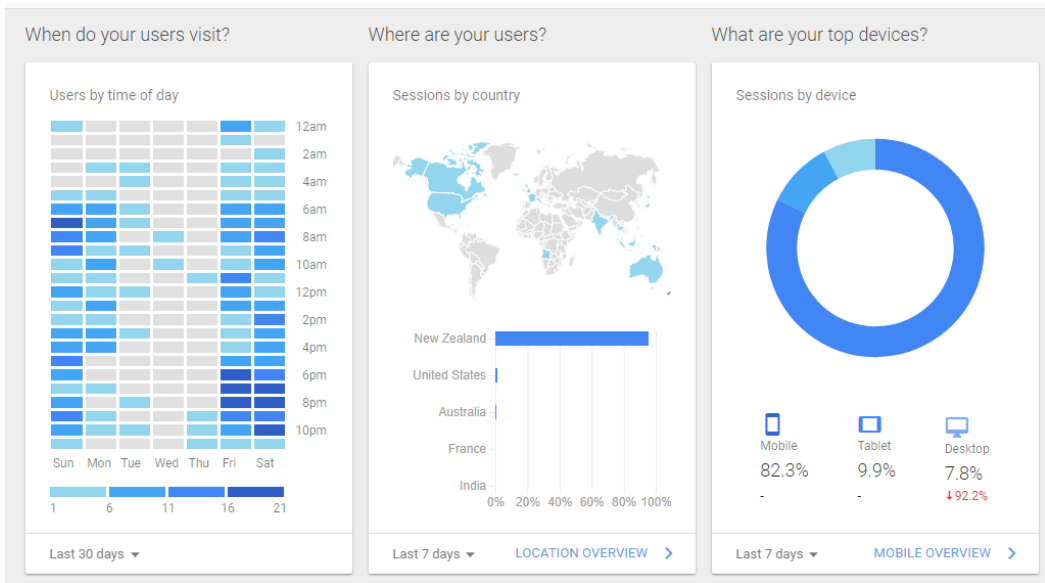 When do your users visit?
Users by time of day
12am
2am
4am
6am
8am
10am
12pm
2pm
4pm
6pm
8pm
10pm
Sun Mon Tue Wed Thu Fri Sat
1 6 11 16 21
Last 30 days
Where are your users?
Sessions by country
New Zealand
United States
Australia
France
India
0% 20% 40% 60% 80% 100%
Last 7 days LOCATION OVERVIEW
What are your top devices?
Sessions by device
Mobile Tablet Desktop
82.3% 9.9% 7.8%
- - 92.2%
Last 7 days MOBILE OVERVIEW